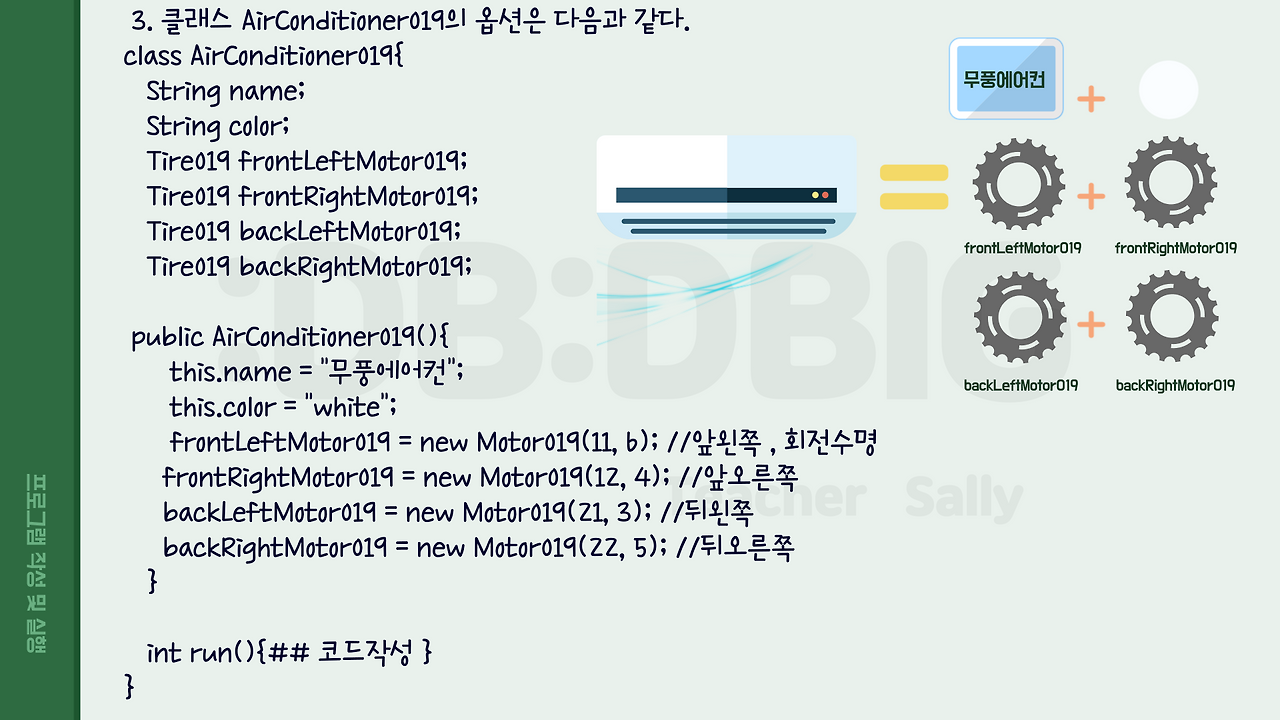 3. 클래스 AirConditioner019의 옵션은 다음과 같다.
class AirConditioner019{
String name;
String color;
Tire019 frontLeftMotor019;
Tire019 frontRightMotor019;
Tire019 backLeftMotor019;
Tire019 backRightMotor019;
public AirConditioner019(){
this.name = "무풍에어컨";
this.color = "white";
frontLeftMotor019 = new Motor019(11, 6); //앞왼쪽 , 회전수명
frontRightMotor019 = new Motor019(12, 4); //앞오른쪽
backLeftMotor019 = new Motor019(21, 3); //뒤왼쪽
backRightMotor019 = new Motor019(22, 5); //뒤오른쪽
}
int run(){## 코드작성 }
}
무풍에어컨 +
+
frontLeftMotor019 frontRightMotor019
+
backLeftMotor019 backRightMotor019
프로그램 작성 및 실행
:DB:DBIG
Teacher Sally